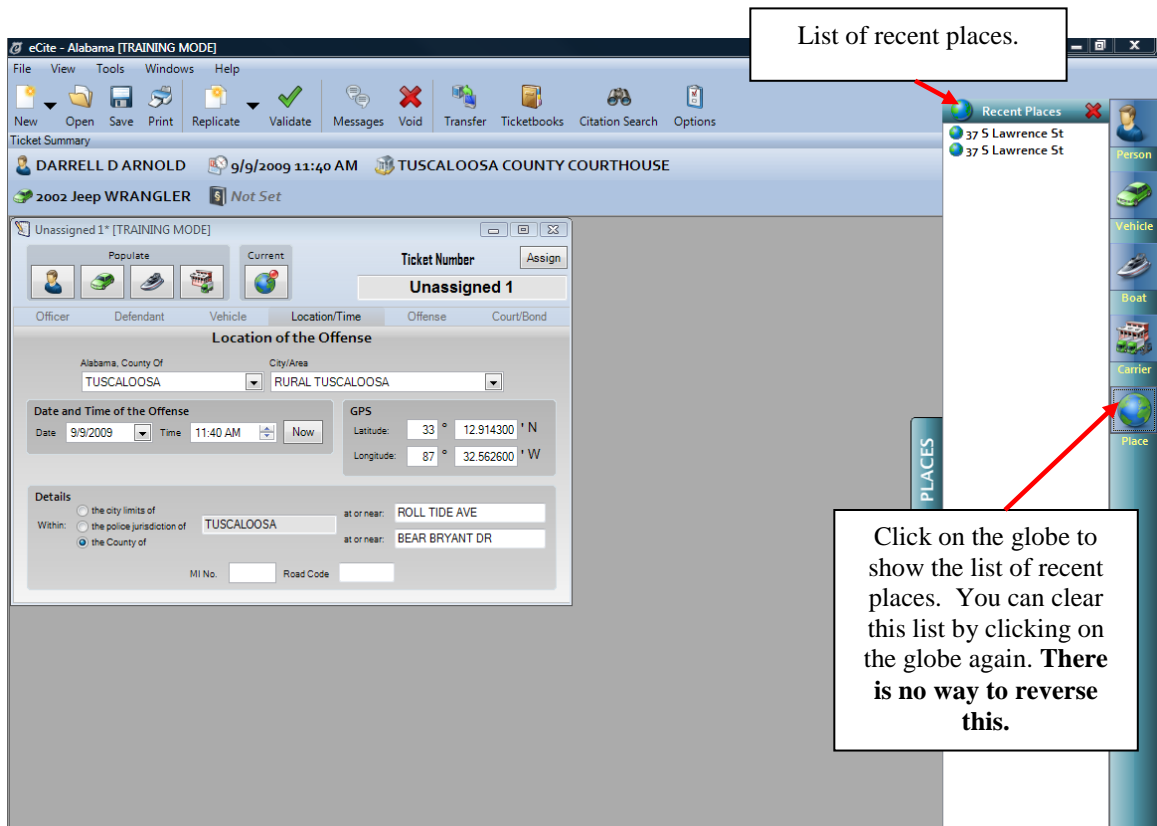 List of recent places.
eCite - Alabama [TRAINING MODE]
File View Tools Windows Help
New Open Save Print Replicate Validate Messages Void Transfer Ticketbooks Citation Search Options
Ticket Summary
DARRELL D ARNOLD 9/9/2009 11:40 AM TUSCALOOSA COUNTY COURTHOUSE
2002 Jeep WRANGLER Not Set
Recent Places
37 S Lawrence St
37 S Lawrence St
Person
Vehicle
Boat
Carrier
Place
PLACES
Unassigned 1* [TRAINING MODE]
Populate Current Ticket Number Assign
Unassigned 1
Officer Defendant Vehicle Location/Time Offense Court/Bond
Location of the Offense
Alabama, County Of City/Area
TUSCALOOSA RURAL TUSCALOOSA
Date and Time of the Offense
Date 9/9/2009 Time 11:40 AM Now
GPS
Latitude: 33 ° 12.914300 ' N
Longitude: 87 ° 32.562600 ' W
Details
Within: the city limits of
the police jurisdiction of
the County of
TUSCALOOSA
at or near: ROLL TIDE AVE
at or near: BEAR BRYANT DR
MI No. Road Code
Click on the globe to
show the list of recent
places. You can clear
this list by clicking on
the globe again. There
is no way to reverse
this.